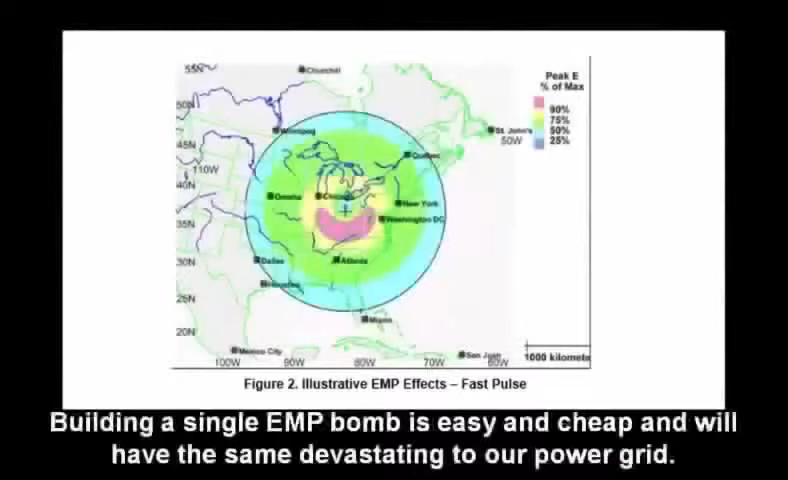 55N
Churchill
Peak E
% of Max
50N
90%
75%
50%
25%
Winnipeg
St. John's
50W
45N
Quebec
110W
40N
Omaha
Chicago
New York
35N
Washington DC
30N
Dallas
Atlanta
25N
Houston
20N
Miami
Mexico City
San Juan
1000 kilomete
100W
90W
80W
70W
60W
Figure 2. Illustrative EMP Effects – Fast Pulse
Building a single EMP bomb is easy and cheap and will
have the same devastating to our power grid.